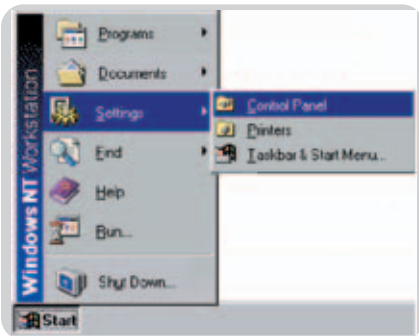 Windows NT Workstation
Programs
Documents
Settings
Find
Help
Run...
Shut Down...
Control Panel
Printers
Taskbar & Start Menu...
Start